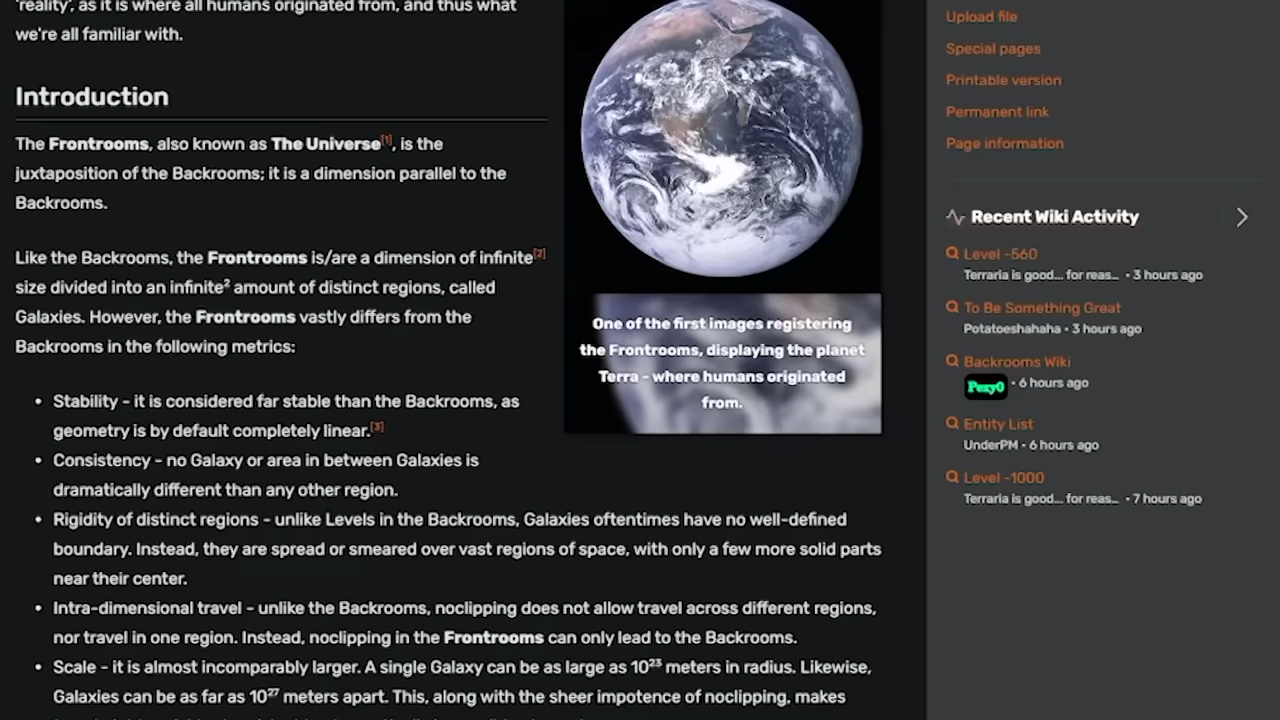 'reality', as it is where all humans originated from, and thus what
we're all familiar with.
Introduction
The Frontrooms, also known as The Universe[1], is the
juxtaposition of the Backrooms; it is a dimension parallel to the
Backrooms.
Like the Backrooms, the Frontrooms is/are a dimension of infinite[2]
size divided into an infinite² amount of distinct regions, called
Galaxies. However, the Frontrooms vastly differs from the
Backrooms in the following metrics:
• Stability - it is considered far stable than the Backrooms, as
geometry is by default completely linear.[3]
• Consistency - no Galaxy or area in between Galaxies is
dramatically different than any other region.
• Rigidity of distinct regions - unlike Levels in the Backrooms, Galaxies oftentimes have no well-defined
boundary. Instead, they are spread or smeared over vast regions of space, with only a few more solid parts
near their center.
• Intra-dimensional travel - unlike the Backrooms, noclipping does not allow travel across different regions,
nor travel in one region. Instead, noclipping in the Frontrooms can only lead to the Backrooms.
• Scale - it is almost incomparably larger. A single Galaxy can be as large as 10²³ meters in radius. Likewise,
Galaxies can be as far as 10²⁷ meters apart. This, along with the sheer impotence of noclipping, makes
One of the first images registering
the Frontrooms, displaying the planet
Terra - where humans originated
from.
Upload file
Special pages
Printable version
Permanent link
Page information
Recent Wiki Activity
Level -560
Terraria is good... for reas... • 3 hours ago
To Be Something Great
Potatoeshahaha • 3 hours ago
Backrooms Wiki
Pexy0 • 6 hours ago
Entity List
UnderPM • 6 hours ago
Level -1000
Terraria is good... for reas... • 7 hours ago